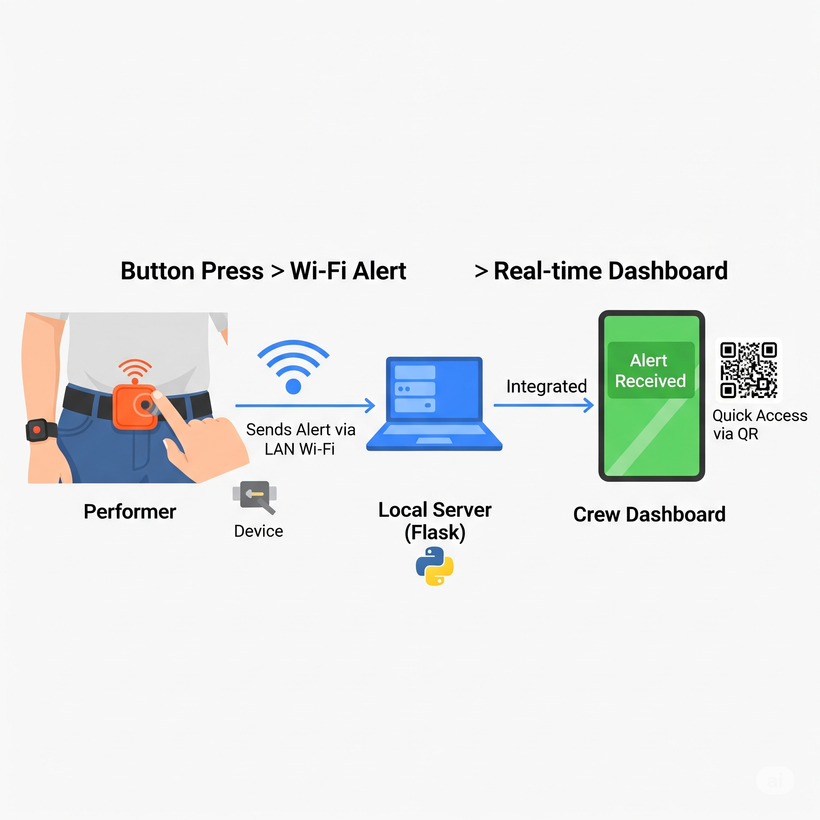 Button Press > Wi-Fi Alert > Real-time Dashboard
Sends Alert via
LAN Wi-Fi
Integrated
Alert
Received
Quick Access
via QR
Performer
Device
Local Server
(Flask)
Crew Dashboard